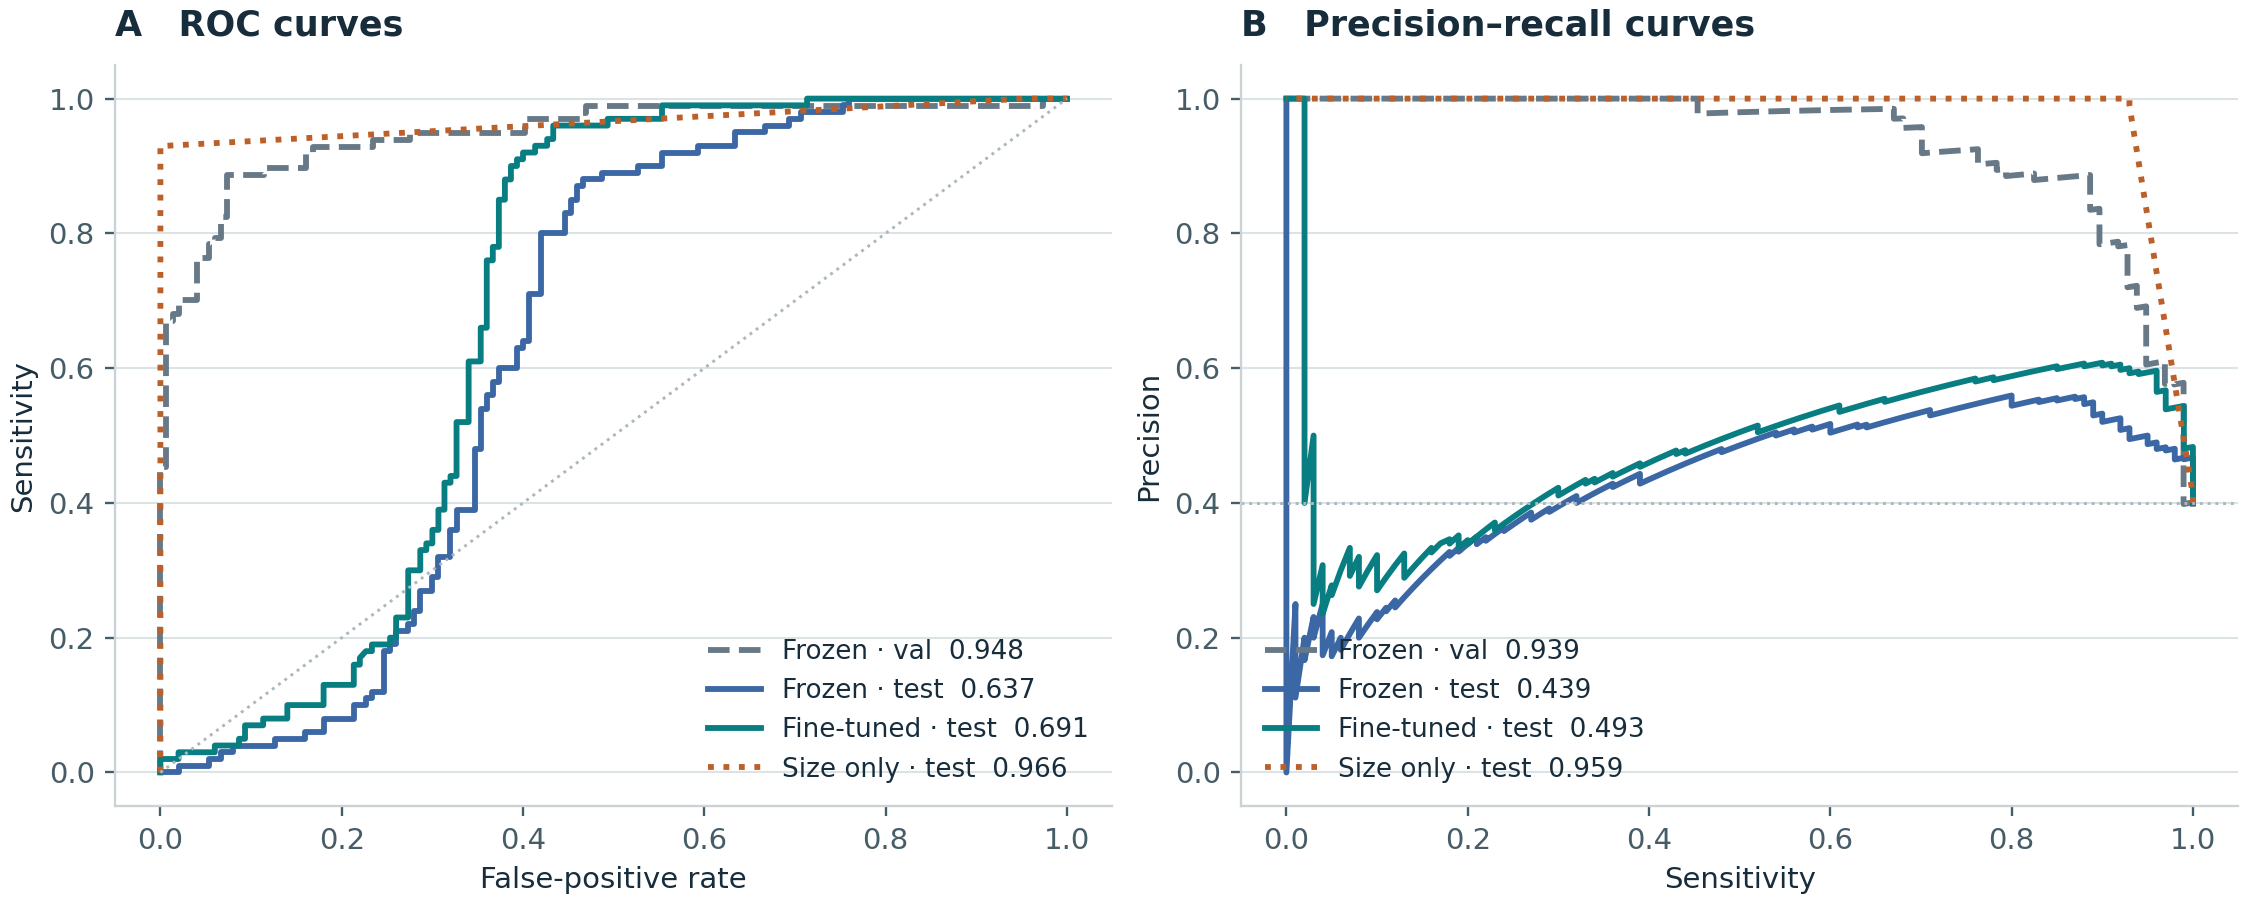 A ROC curves
1.0
0.8
0.6
0.4
0.2
0.0
Sensitivity
Frozen · val 0.948
Frozen · test 0.637
Fine-tuned · test 0.691
Size only · test 0.966
0.0 0.2 0.4 0.6 0.8 1.0
False-positive rate
B Precision–recall curves
1.0
0.8
0.6
0.4
0.2
0.0
Precision
Frozen · val 0.939
Frozen · test 0.439
Fine-tuned · test 0.493
Size only · test 0.959
0.0 0.2 0.4 0.6 0.8 1.0
Sensitivity